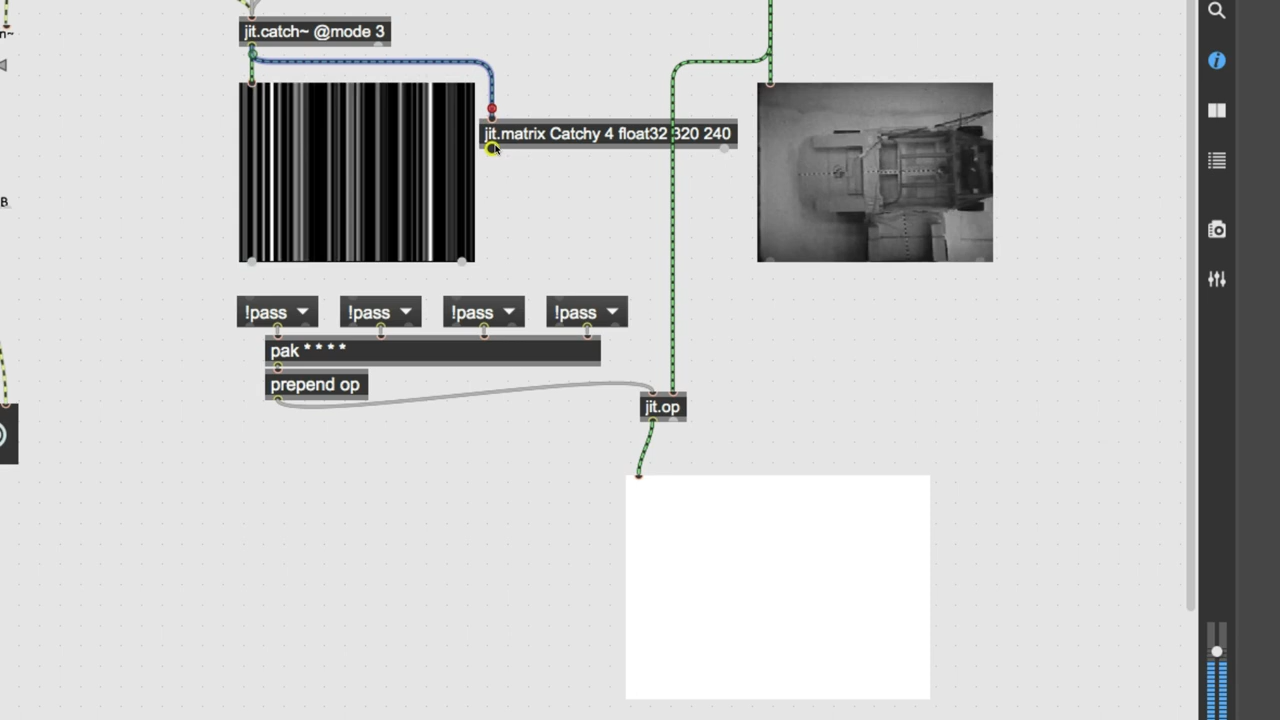 jit.catch~ @mode 3
n~
jit.matrix Catchy 4 float32 320 240
B
!pass
!pass
!pass
!pass
pak * * * *
prepend op
jit.op